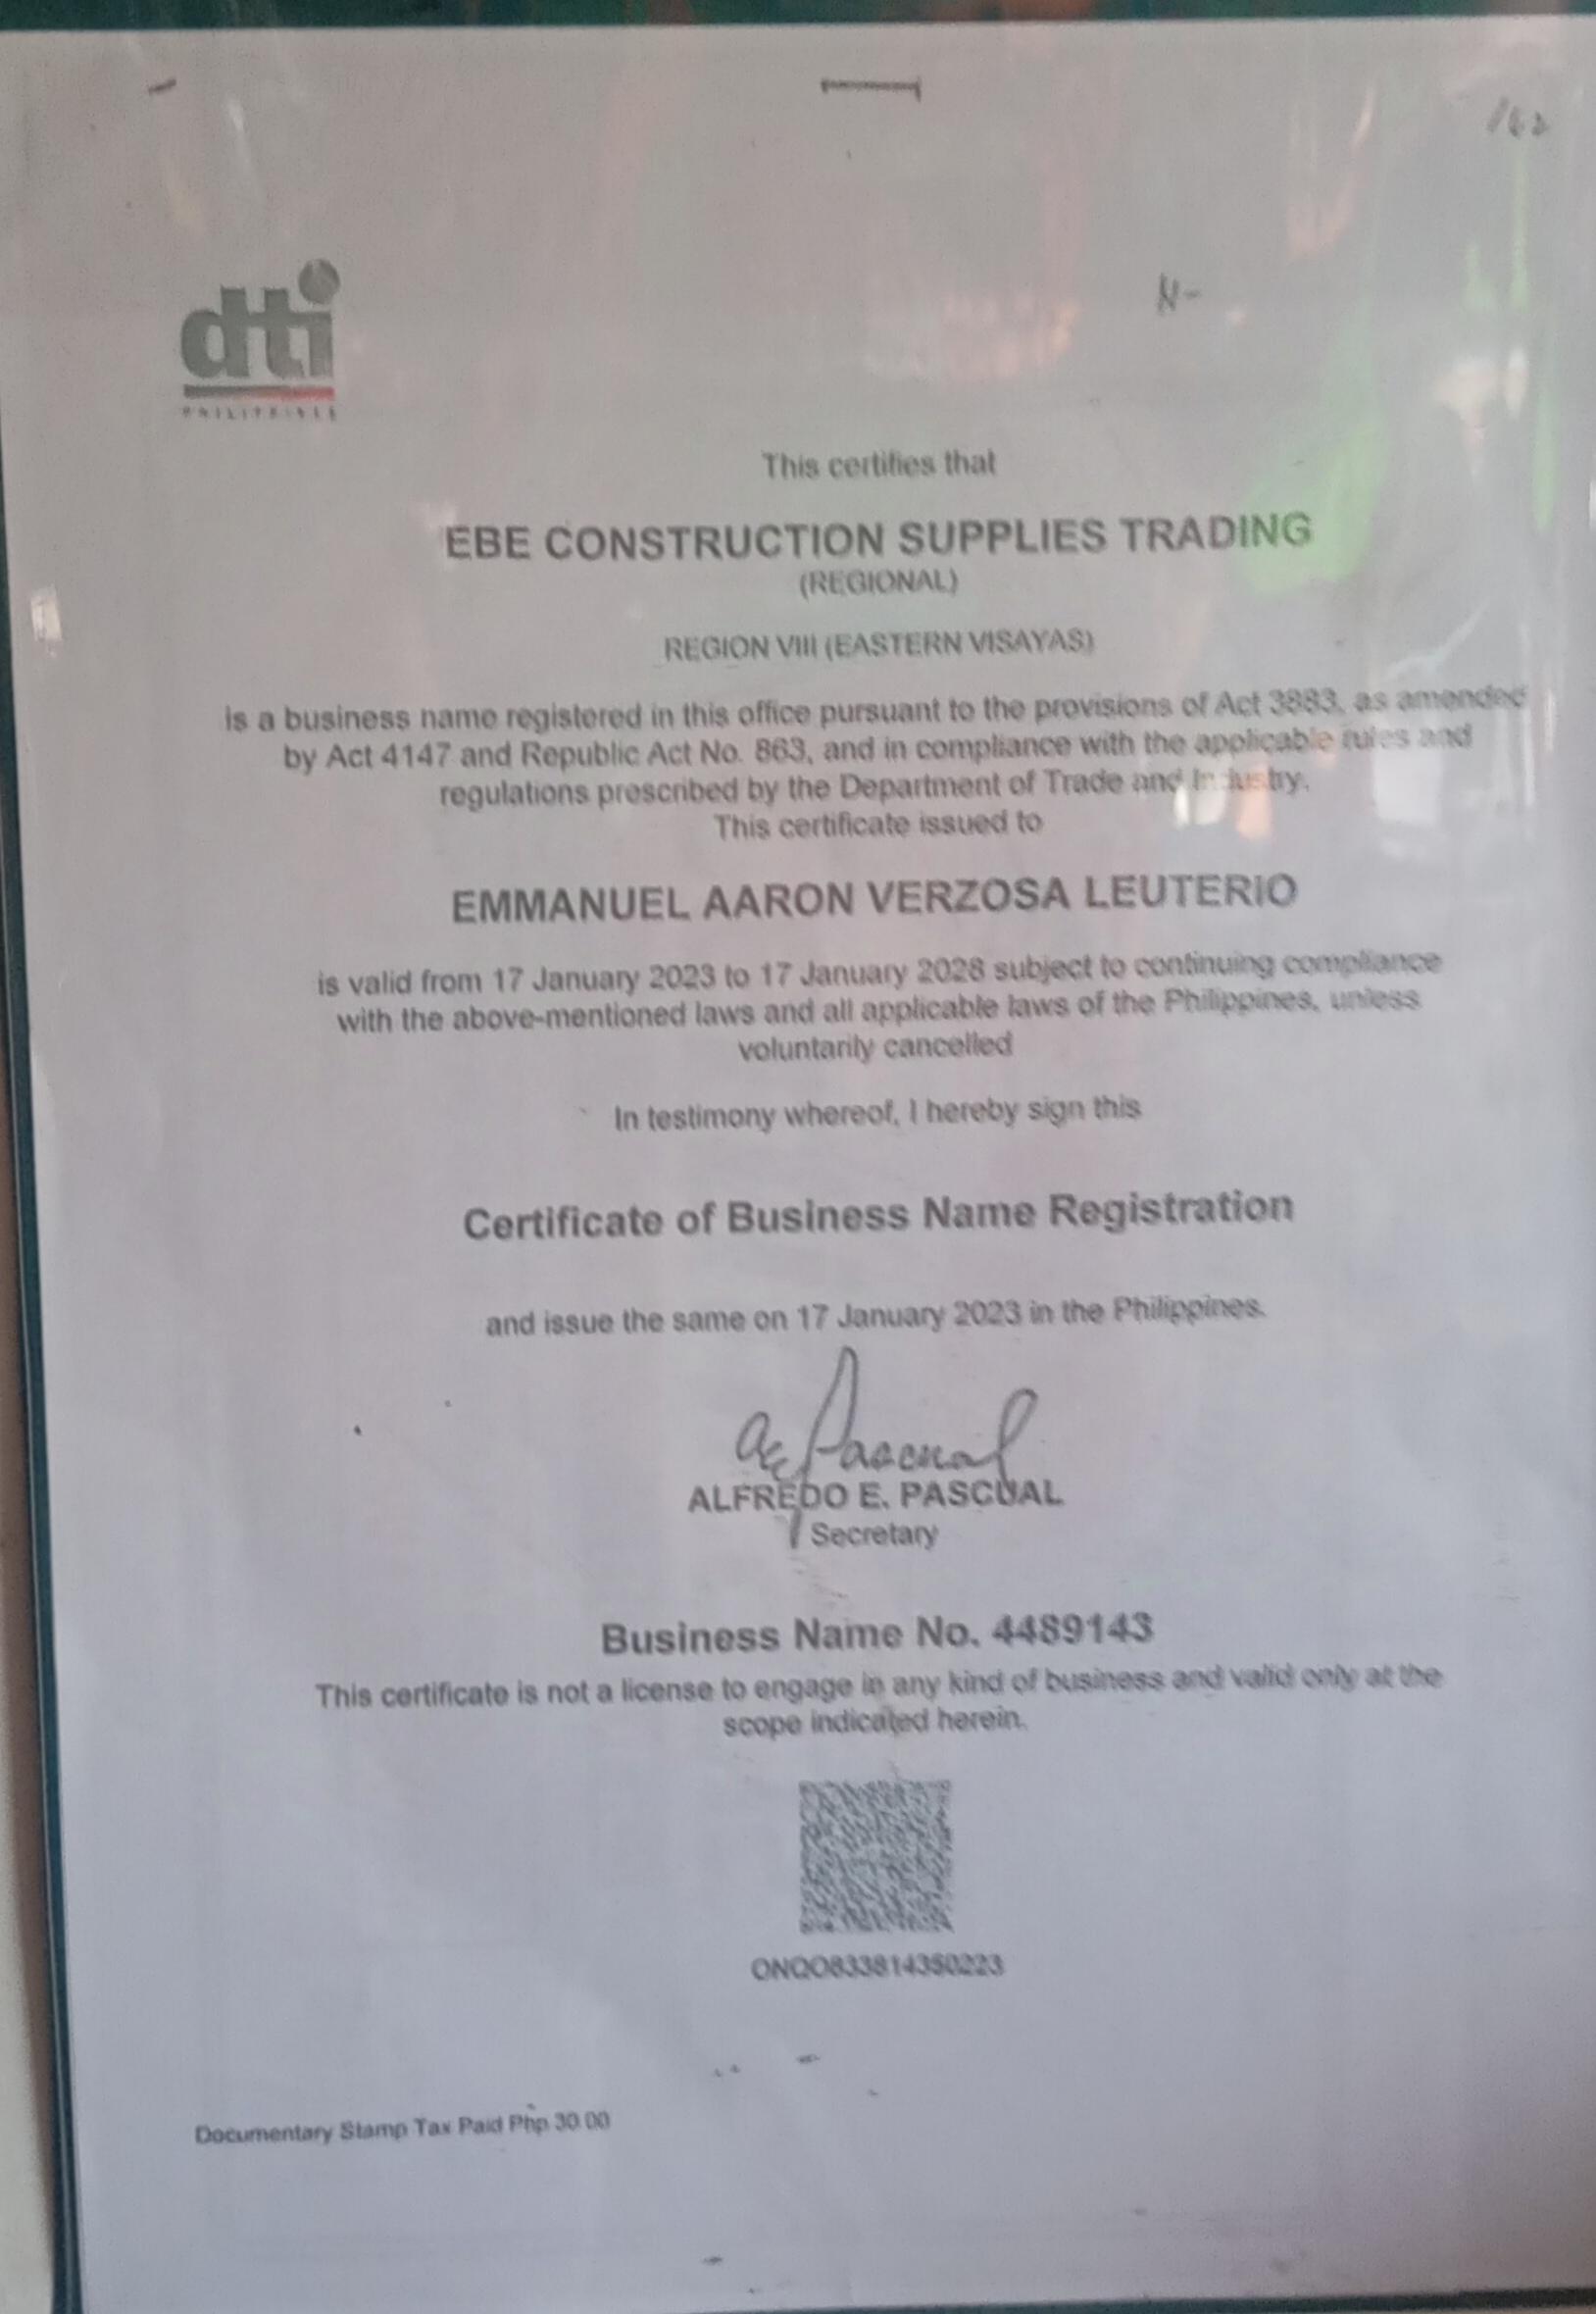 162
N-
dti
PHILIPPINES
This certifies that
EBE CONSTRUCTION SUPPLIES TRADING
(REGIONAL)
REGION VIII (EASTERN VISAYAS)
is a business name registered in this office pursuant to the provisions of Act 3883, as amended
by Act 4147 and Republic Act No. 863, and in compliance with the applicable rules and
regulations prescribed by the Department of Trade and Industry.
This certificate issued to
EMMANUEL AARON VERZOSA LEUTERIO
is valid from 17 January 2023 to 17 January 2028 subject to continuing compliance
with the above-mentioned laws and all applicable laws of the Philippines, unless
voluntarily cancelled
In testimony whereof, I hereby sign this
Certificate of Business Name Registration
and issue the same on 17 January 2023 in the Philippines.
ae Pascual
ALFREDO E. PASCUAL
Secretary
Business Name No. 4489143
This certificate is not a license to engage in any kind of business and valid only at the
scope indicated herein.
ONQO833814350223
Documentary Stamp Tax Paid Php 30.00